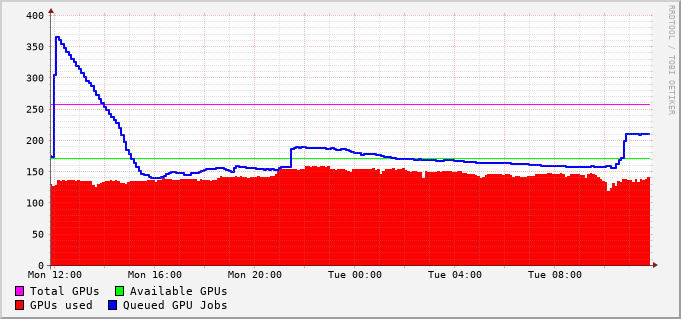 RRDTOOL / TOBI OETIKER
400
350
300
250
200
150
100
50
0
Mon 12:00 Mon 16:00 Mon 20:00 Tue 00:00 Tue 04:00 Tue 08:00
Total GPUs Available GPUs
GPUs used Queued GPU Jobs